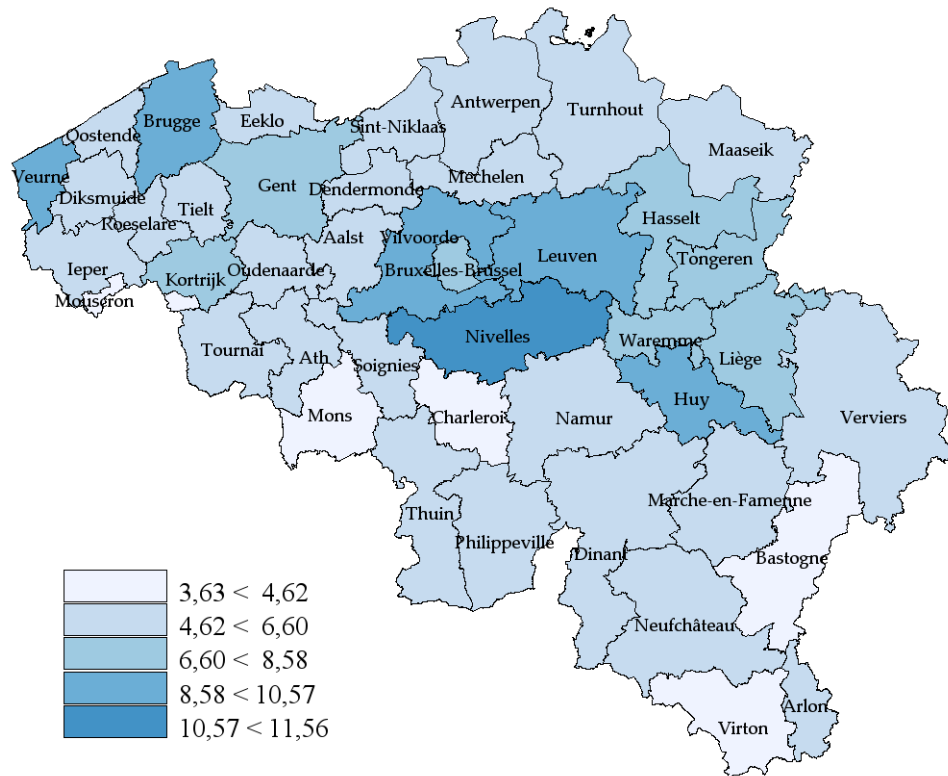 Antwerpen
Turnhout
Brugge
Eeklo
Sint-Niklaas
Oostende
Maaseik
Veurne
Mechelen
Gent
Dendermonde
Diksmuide
Tielt
Hasselt
Roeselare
Aalst
Vilvoorde
Leuven
Tongeren
Ieper
Kortrijk
Oudenaarde
Bruxelles-Brussel
Mouseron
Nivelles
Waremme
Tournai
Ath
Soignies
Liège
Huy
Mons
Charleroi
Namur
Verviers
Marche-en-Famenne
Thuin
Philippeville
Dinant
Bastogne
Neufchâteau
Arlon
Virton
3,63 < 4,62
4,62 < 6,60
6,60 < 8,58
8,58 < 10,57
10,57 < 11,56